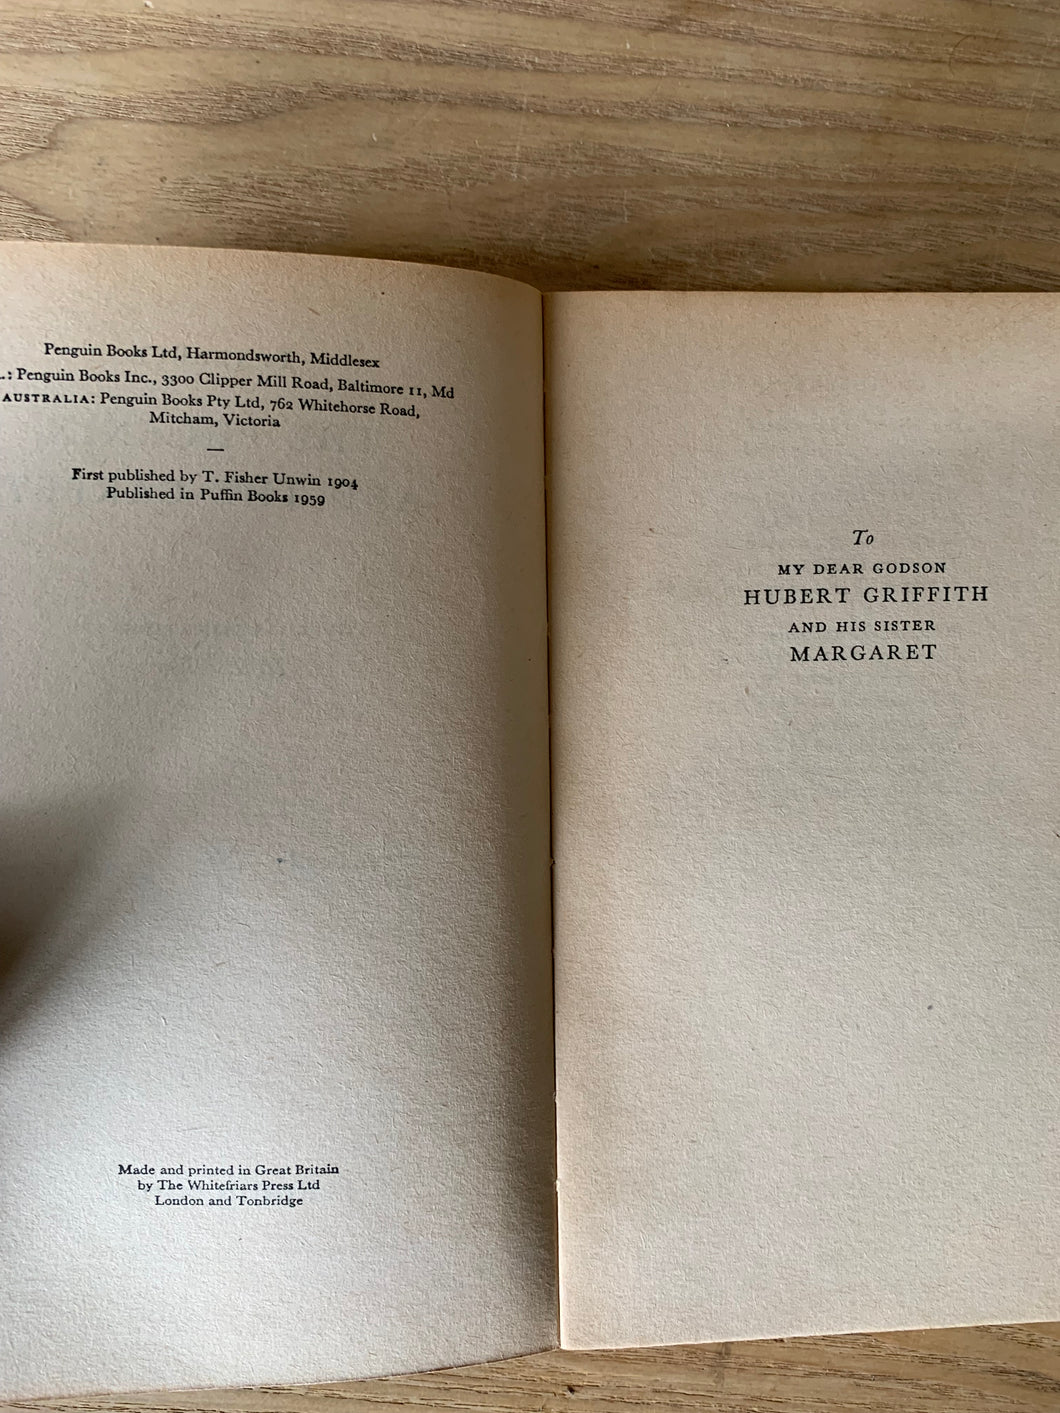 Penguin Books Ltd, Harmondsworth, Middlesex
.: Penguin Books Inc., 3300 Clipper Mill Road, Baltimore 11, Md
AUSTRALIA: Penguin Books Pty Ltd, 762 Whitehorse Road,
Mitcham, Victoria
—
First published by T. Fisher Unwin 1904
Published in Puffin Books 1959
Made and printed in Great Britain
by The Whitefriars Press Ltd
London and Tonbridge
To
MY DEAR GODSON
HUBERT GRIFFITH
AND HIS SISTER
MARGARET